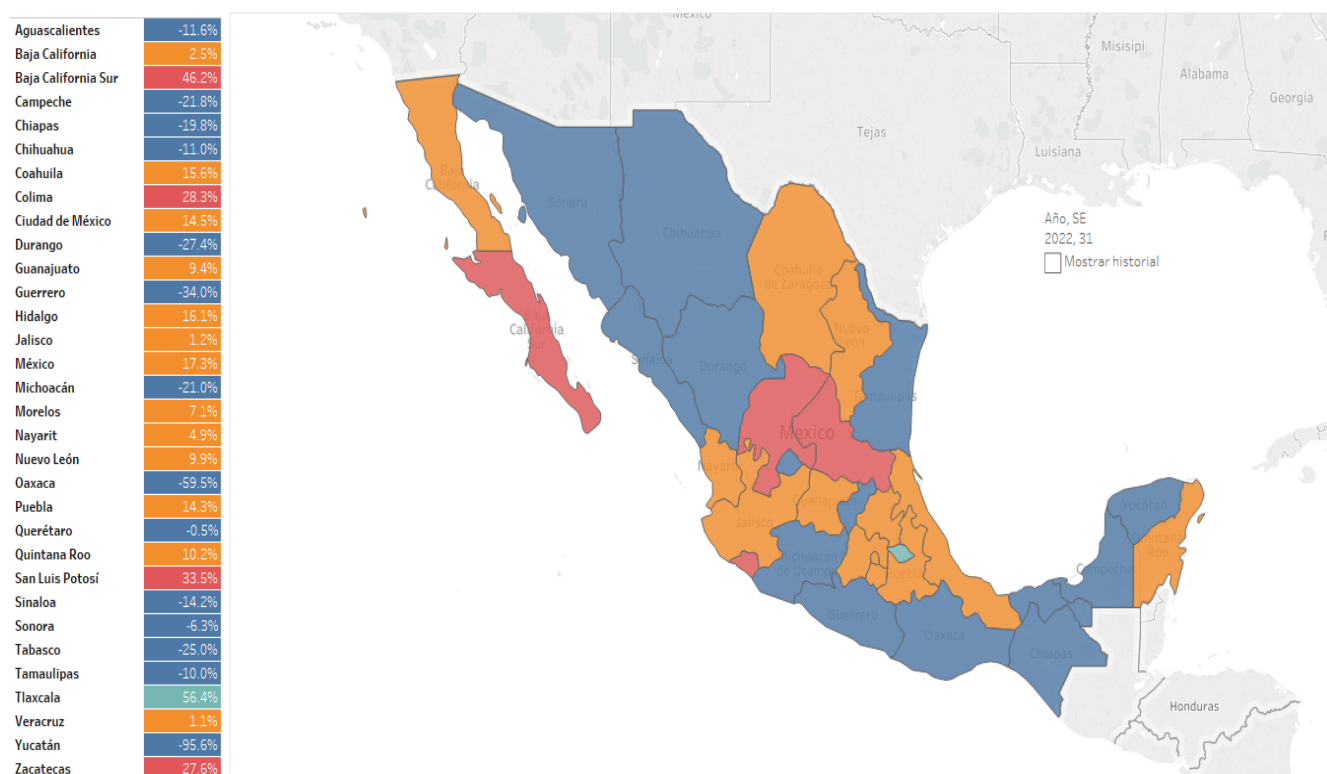 Aguascalientes -11.6%
Baja California 2.5%
Baja California Sur 46.2%
Campeche -21.8%
Chiapas -19.8%
Chihuahua -11.0%
Coahuila 15.6%
Colima 28.3%
Ciudad de México 14.5%
Durango -27.4%
Guanajuato 9.4%
Guerrero -34.0%
Hidalgo 16.1%
Jalisco 1.2%
México 17.3%
Michoacán -21.0%
Morelos 7.1%
Nayarit 4.9%
Nuevo León 9.9%
Oaxaca -59.5%
Puebla 14.3%
Querétaro -0.5%
Quintana Roo 10.2%
San Luis Potosí 33.5%
Sinaloa -14.2%
Sonora -6.3%
Tabasco -25.0%
Tamaulipas -10.0%
Tlaxcala 56.4%
Veracruz 1.1%
Yucatán -95.6%
Zacatecas 27.6%
México
Misisipi
Alabama
Georgia
Tejas
Luisiana
Baja
California
Sonora
Chihuahua
Año, SE
2022, 31
Mostrar historial
Coahuila
de Zaragoza
Baja
California
Sur
Nuevo
León
Sinaloa
Durango
Tamaulipas
Mexico
Nayarit
Guanajuato
Jalisco
Yucatán
Quintana
Roo
Michoacán
de Ocampo
Puebla
Campeche
Guerrero
Oaxaca
Chiapas
Honduras